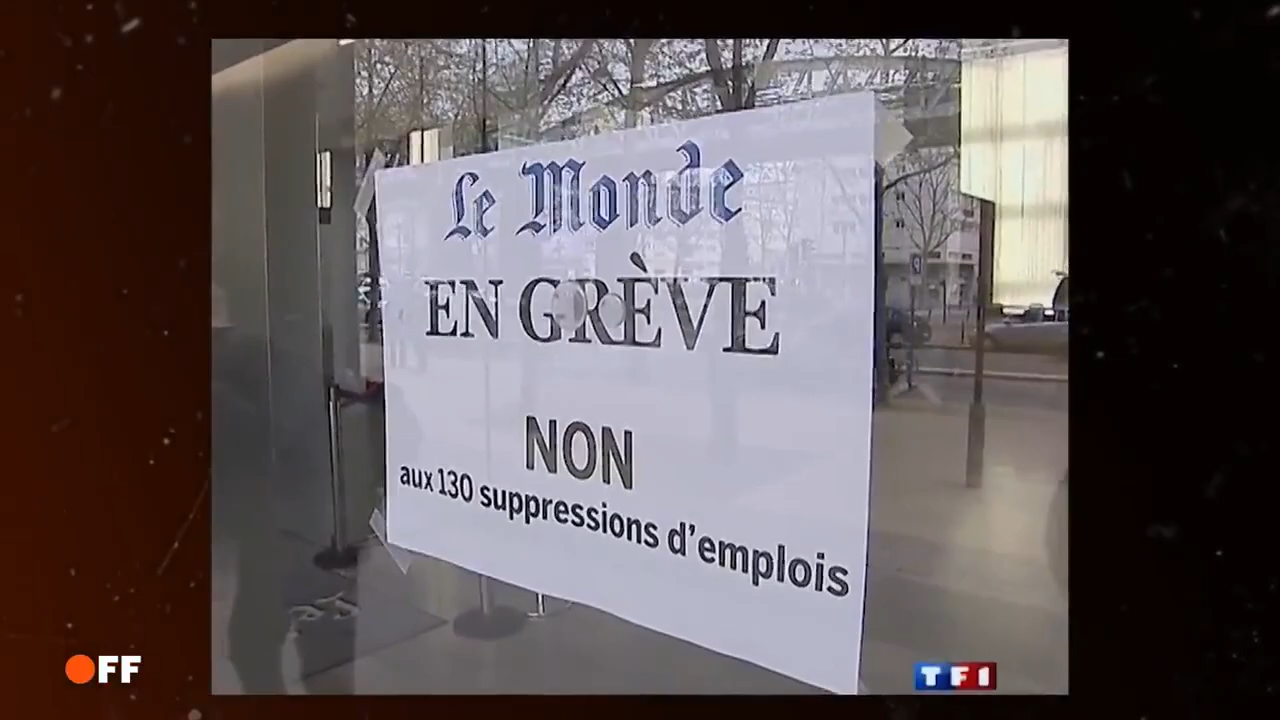 Le Monde
EN GRÈVE
NON
aux 130 suppressions d'emplois
OFF
TF1